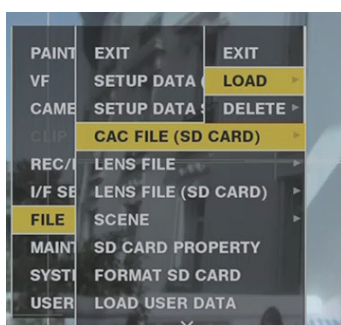 PAINT EXIT EXIT
VF SETUP DATA ( LOAD
CAME SETUP DATA S DELETE
CLIP CAC FILE (SD CARD)
REC/I LENS FILE
I/F SE LENS FILE (SD CARD)
FILE SCENE
MAINT SD CARD PROPERTY
SYSTE FORMAT SD CARD
USER LOAD USER DATA